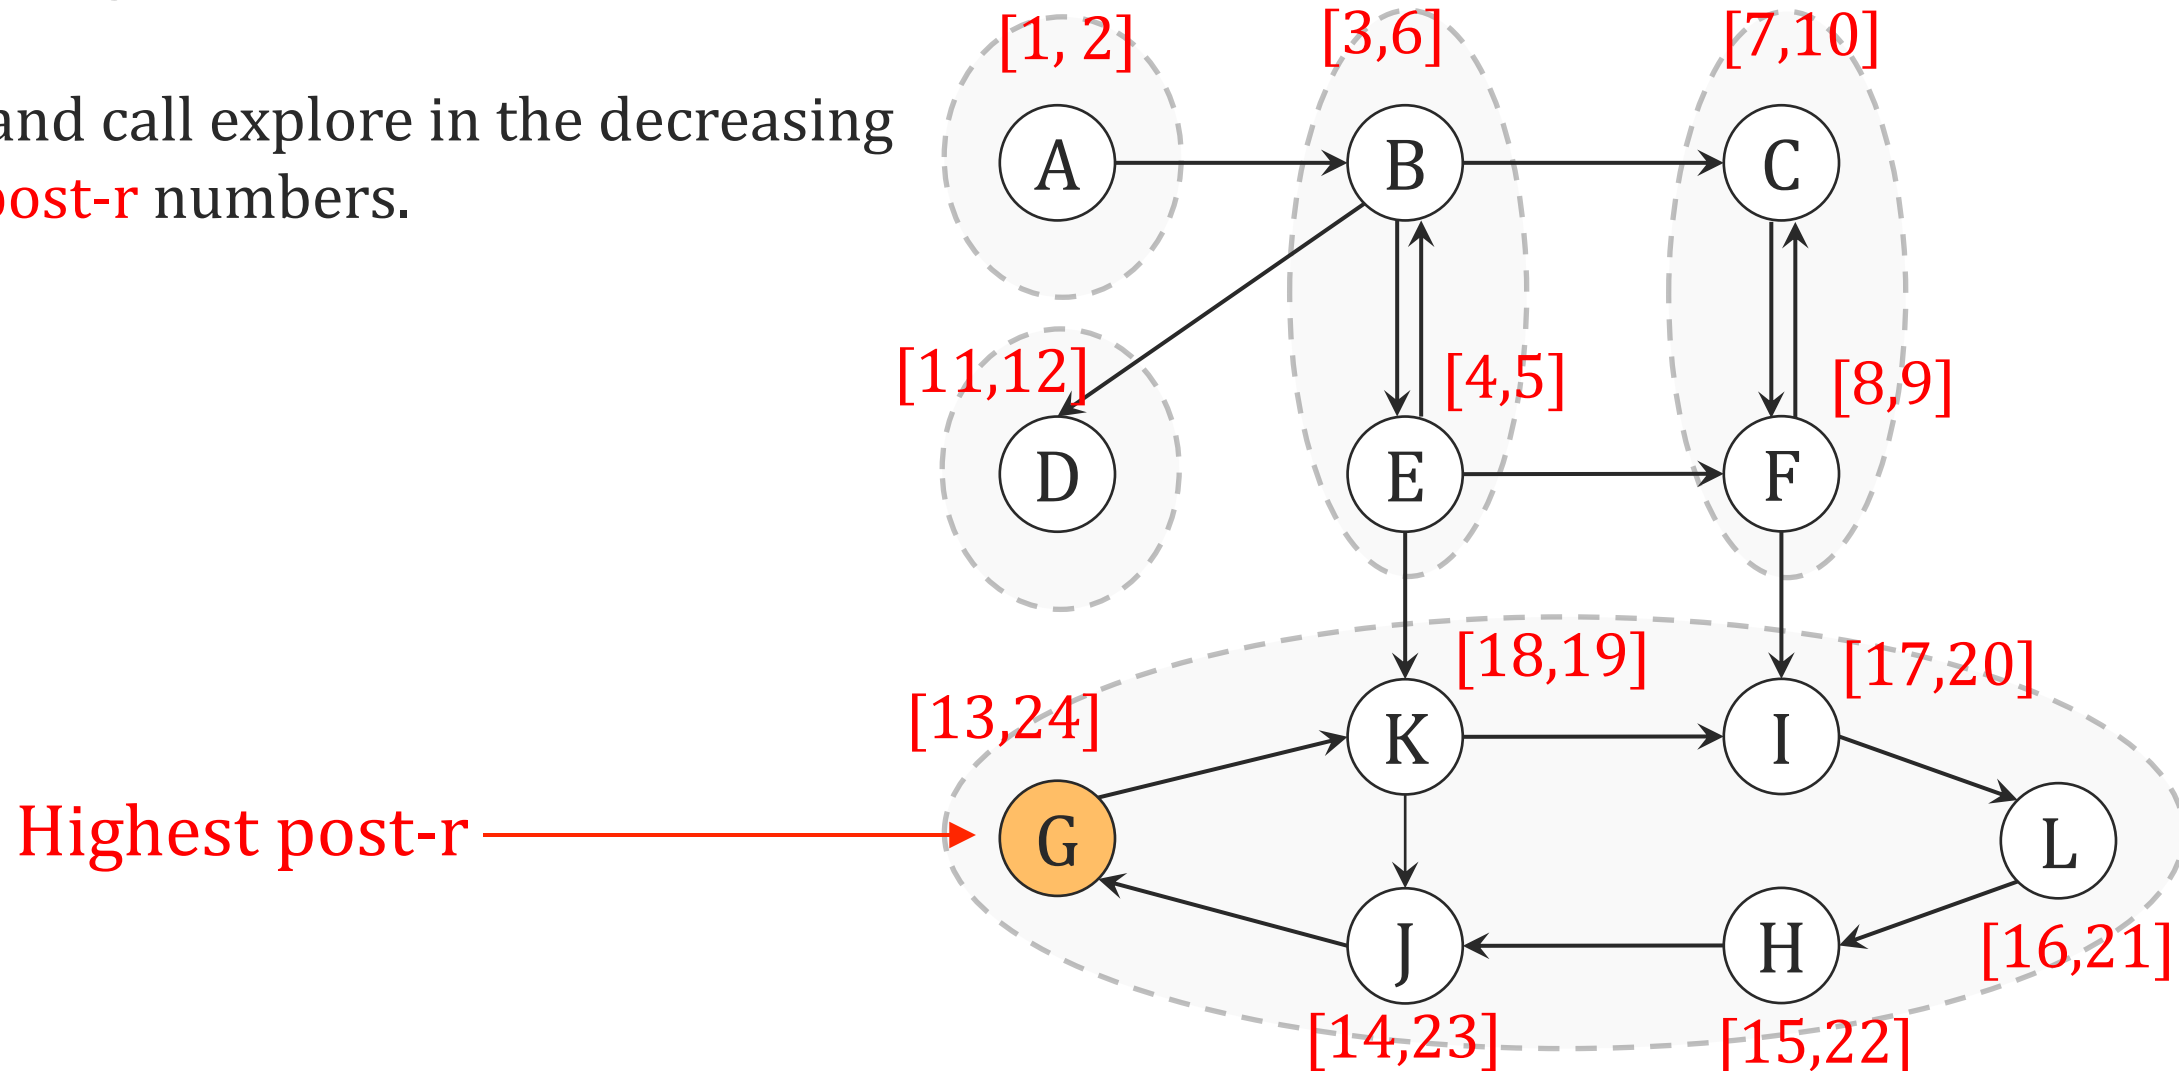 and call explore in the decreasing
post-r numbers.
[1, 2]
[3,6]
[7,10]
A
B
C
[11,12]
[4,5]
[8,9]
D
E
F
[18,19]
[17,20]
[13,24]
K
I
Highest post-r
G
L
J
H
[16,21]
[14,23]
[15,22]